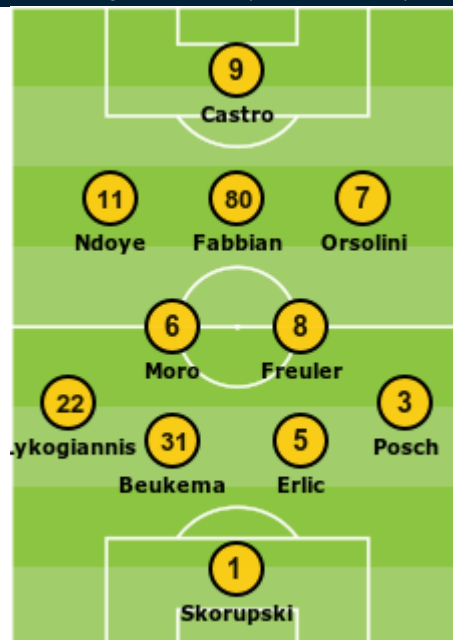 9
Castro
11 80 7
Ndoye Fabbian Orsolini
6 8
Moro Freuler
22 3
ykogiannis Posch
31 5
Beukema Erlic
1
Skorupski